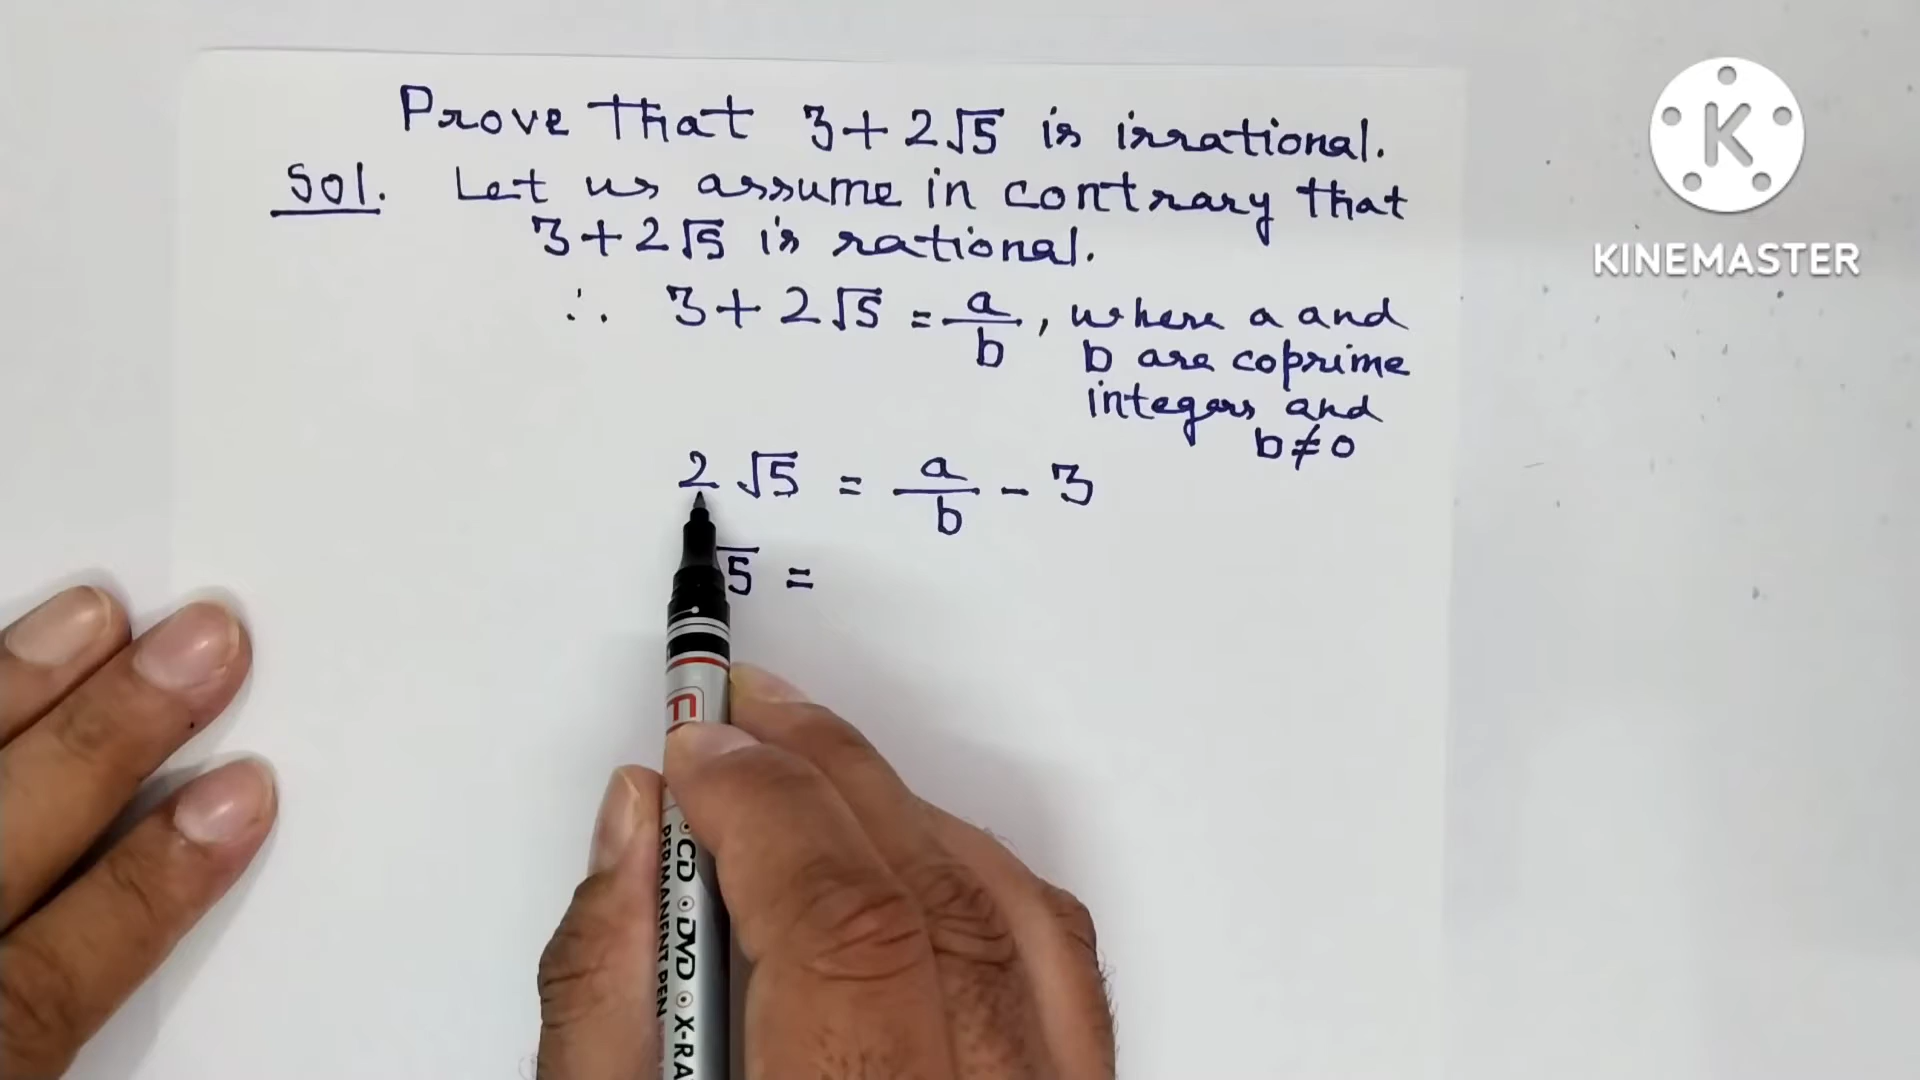 Prove that 3+2√5 is irrational.
Sol. Let us assume in contrary that
3+2√5 is rational.
∴ 3+2√5 = a/b, where a and
b are coprime
integers and
b≠0
2√5 = a/b - 3
√5 =
K
KINEMASTER
CD DVD X-RA
PERMANENT PEN